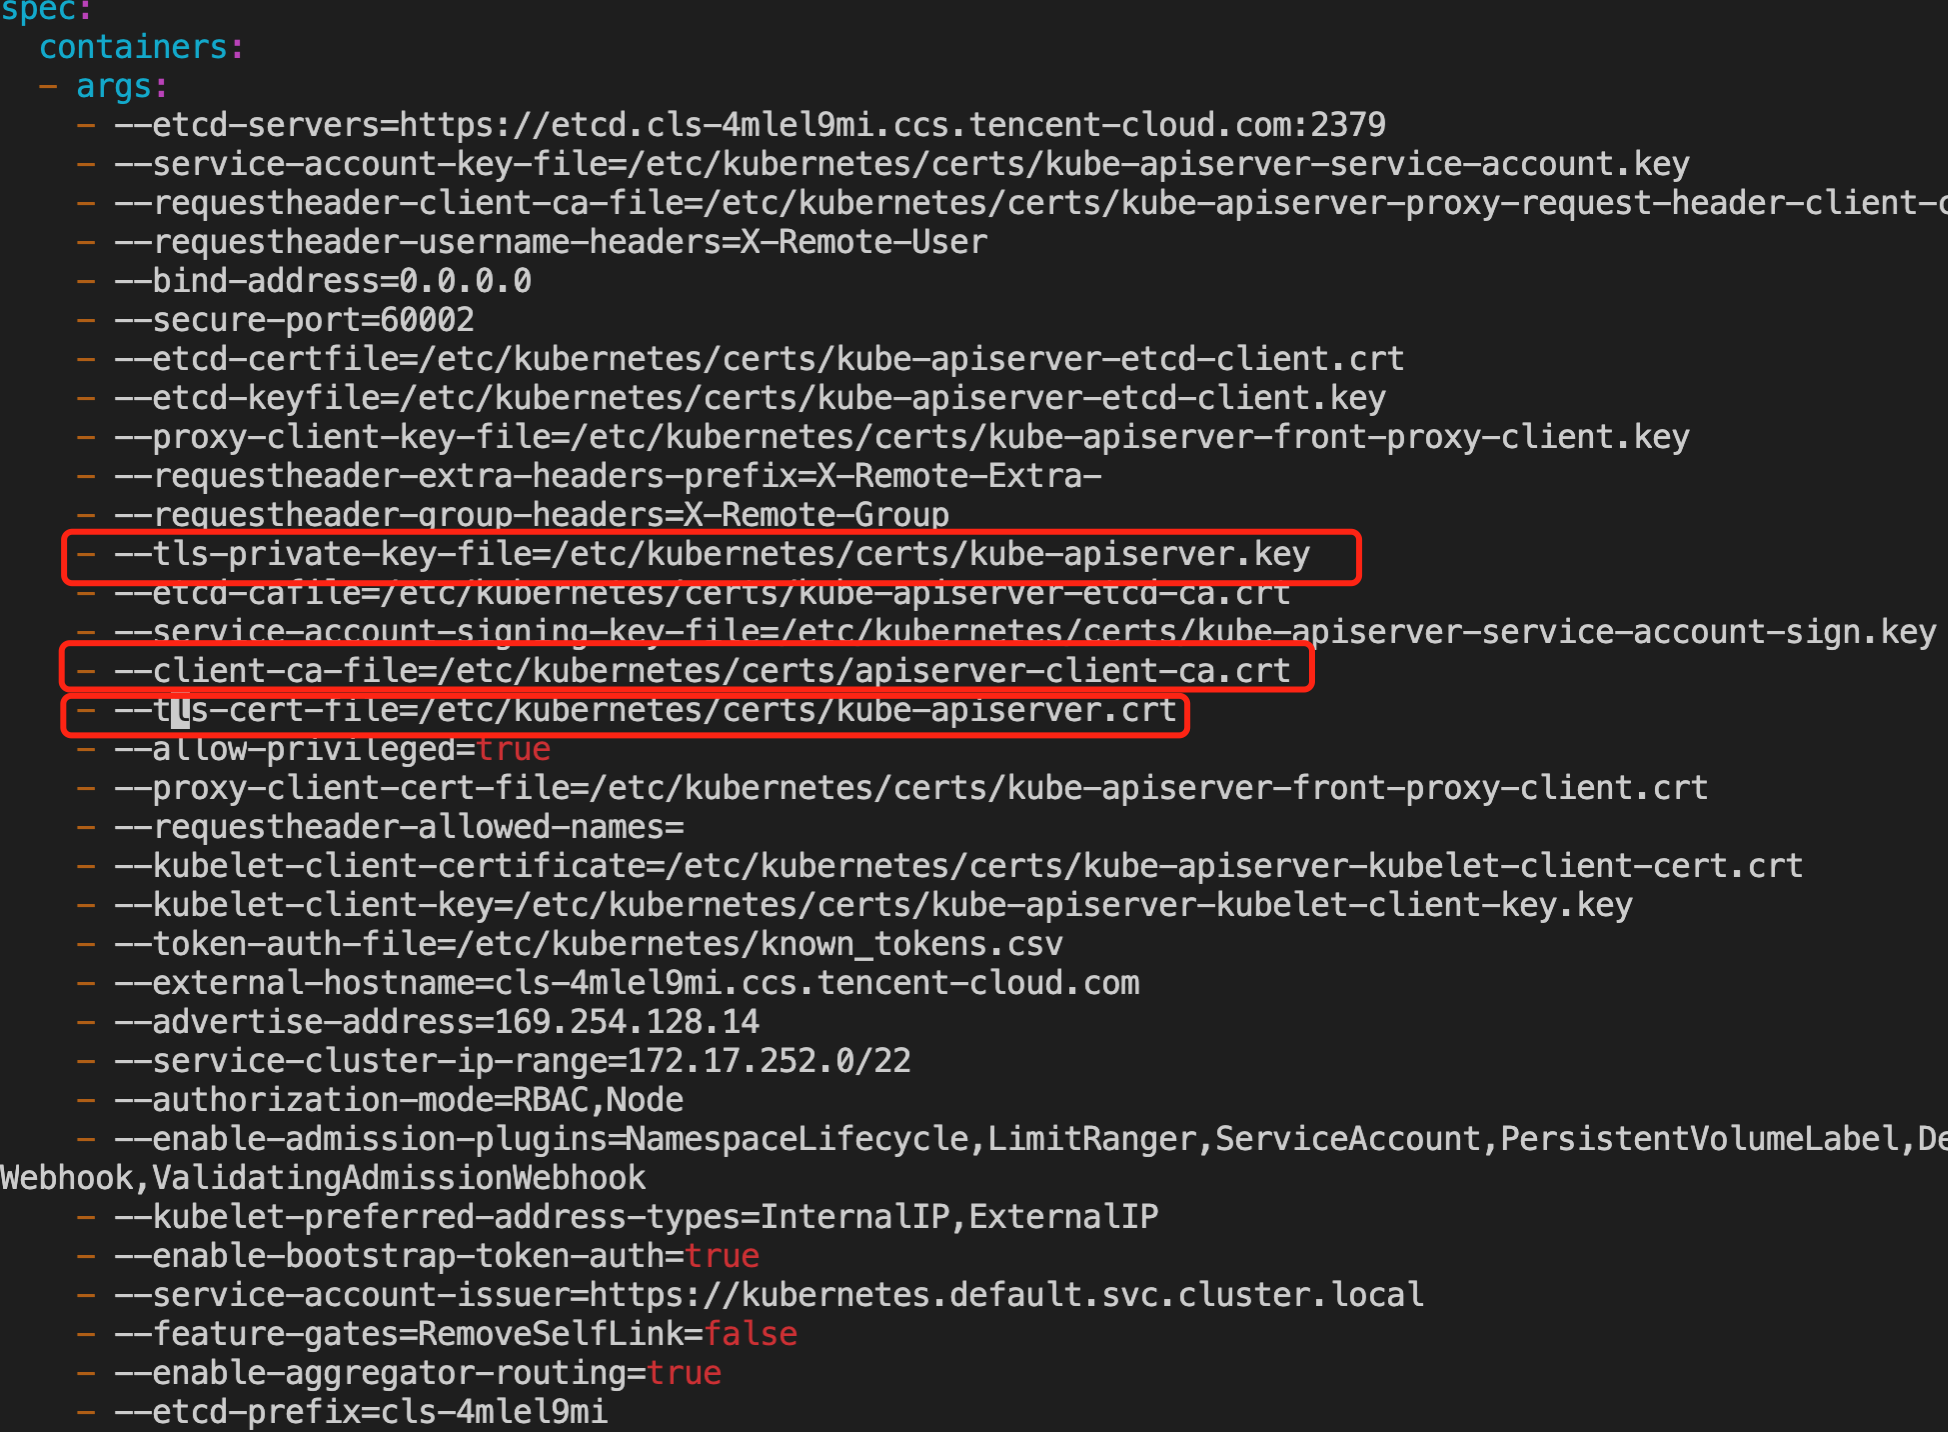 spec:
containers:
- args:
- --etcd-servers=https://etcd.cls-4mlel9mi.ccs.tencent-cloud.com:2379
- --service-account-key-file=/etc/kubernetes/certs/kube-apiserver-service-account.key
- --requestheader-client-ca-file=/etc/kubernetes/certs/kube-apiserver-proxy-request-header-client-c
- --requestheader-username-headers=X-Remote-User
- --bind-address=0.0.0.0
- --secure-port=60002
- --etcd-certfile=/etc/kubernetes/certs/kube-apiserver-etcd-client.crt
- --etcd-keyfile=/etc/kubernetes/certs/kube-apiserver-etcd-client.key
- --proxy-client-key-file=/etc/kubernetes/certs/kube-apiserver-front-proxy-client.key
- --requestheader-extra-headers-prefix=X-Remote-Extra-
- --requestheader-group-headers=X-Remote-Group
- --tls-private-key-file=/etc/kubernetes/certs/kube-apiserver.key
- --etcd-cafile=/etc/kubernetes/certs/kube-apiserver-etcd-ca.crt
- --service-account-signing-key-file=/etc/kubernetes/certs/kube-apiserver-service-account-sign.key
- --client-ca-file=/etc/kubernetes/certs/apiserver-client-ca.crt
- --tls-cert-file=/etc/kubernetes/certs/kube-apiserver.crt
- --allow-privileged=true
- --proxy-client-cert-file=/etc/kubernetes/certs/kube-apiserver-front-proxy-client.crt
- --requestheader-allowed-names=
- --kubelet-client-certificate=/etc/kubernetes/certs/kube-apiserver-kubelet-client-cert.crt
- --kubelet-client-key=/etc/kubernetes/certs/kube-apiserver-kubelet-client-key.key
- --token-auth-file=/etc/kubernetes/known_tokens.csv
- --external-hostname=cls-4mlel9mi.ccs.tencent-cloud.com
- --advertise-address=169.254.128.14
- --service-cluster-ip-range=172.17.252.0/22
- --authorization-mode=RBAC,Node
- --enable-admission-plugins=NamespaceLifecycle,LimitRanger,ServiceAccount,PersistentVolumeLabel,De
Webhook,ValidatingAdmissionWebhook
- --kubelet-preferred-address-types=InternalIP,ExternalIP
- --enable-bootstrap-token-auth=true
- --service-account-issuer=https://kubernetes.default.svc.cluster.local
- --feature-gates=RemoveSelfLink=false
- --enable-aggregator-routing=true
- --etcd-prefix=cls-4mlel9mi